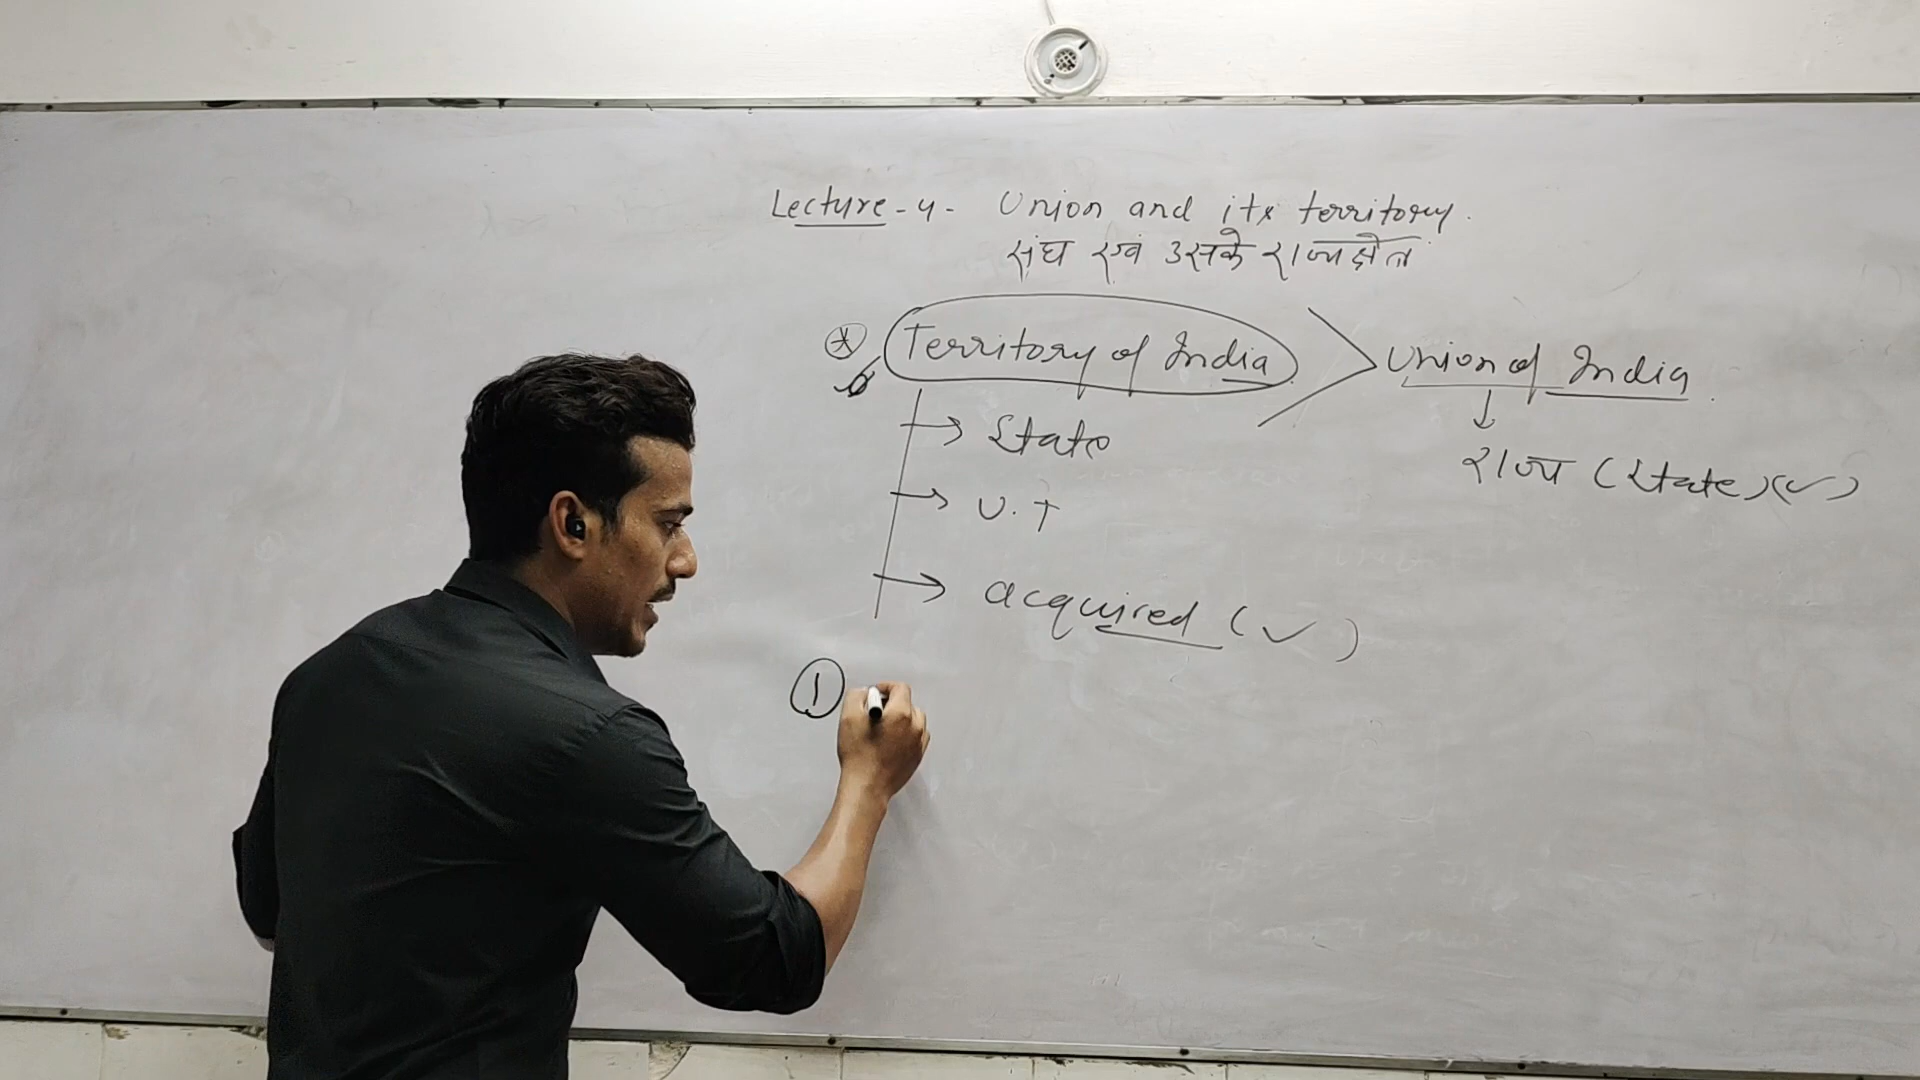 Lecture-4- Union and its territory.
संघ एवं उसके राज्यक्षेत्र
* Territory of India > Union of India.
↓
→ State
राज्य (State)(✓)
→ U.T
→ acquired (✓)
①